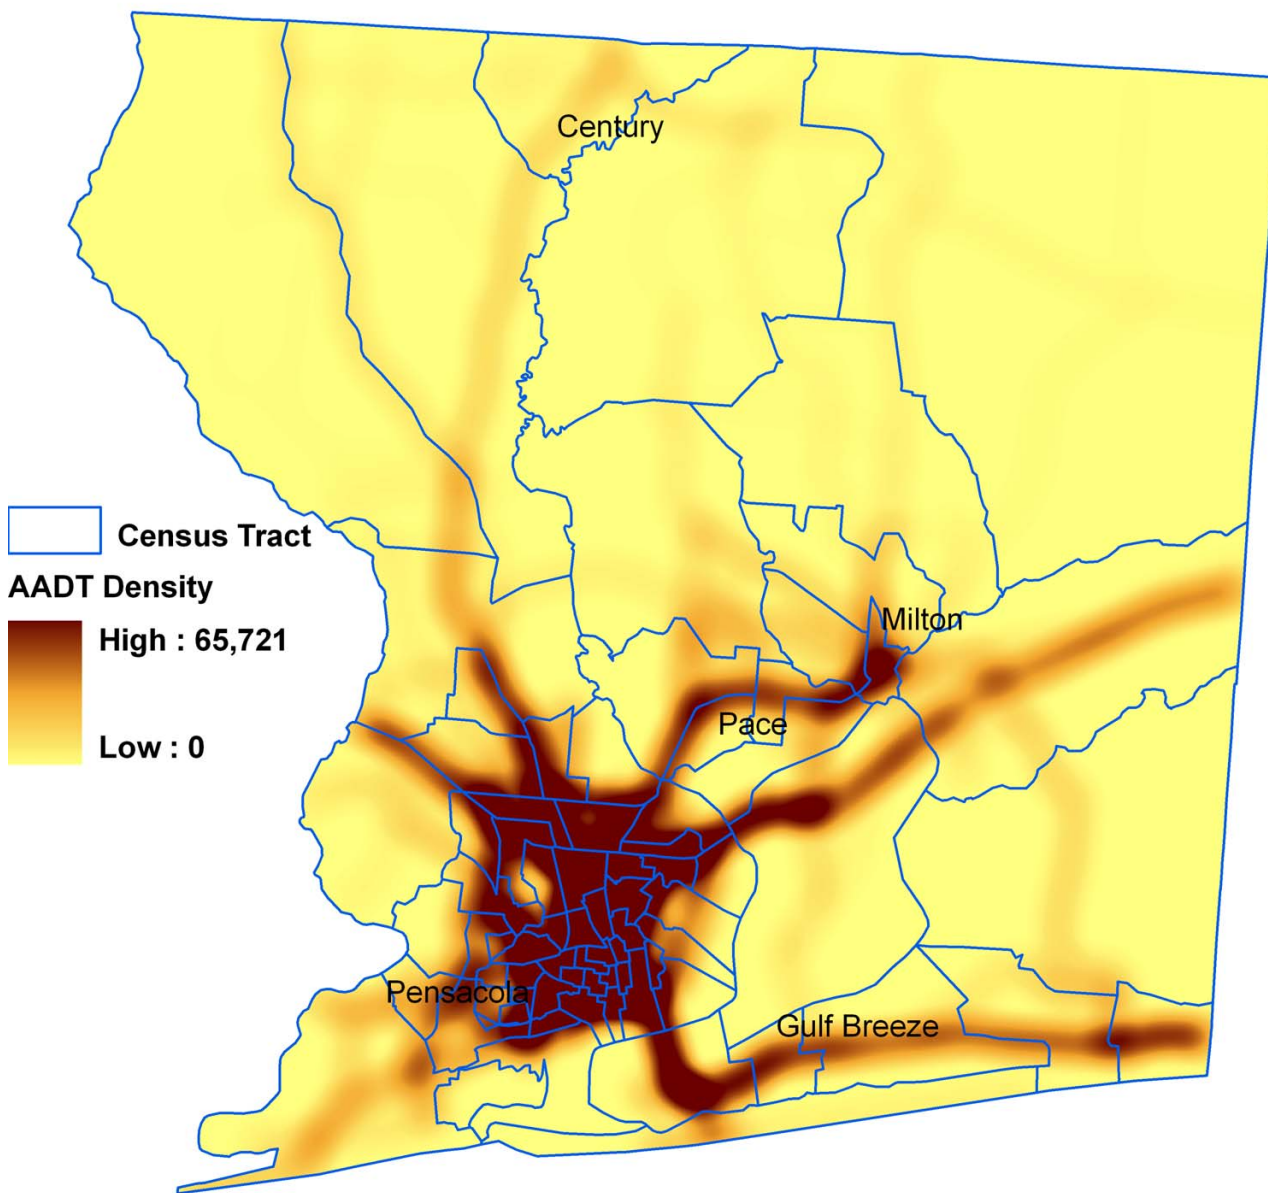 Century
Census Tract
AADT Density
High : 65,721
Low : 0
Milton
Pace
Pensacola
Gulf Breeze